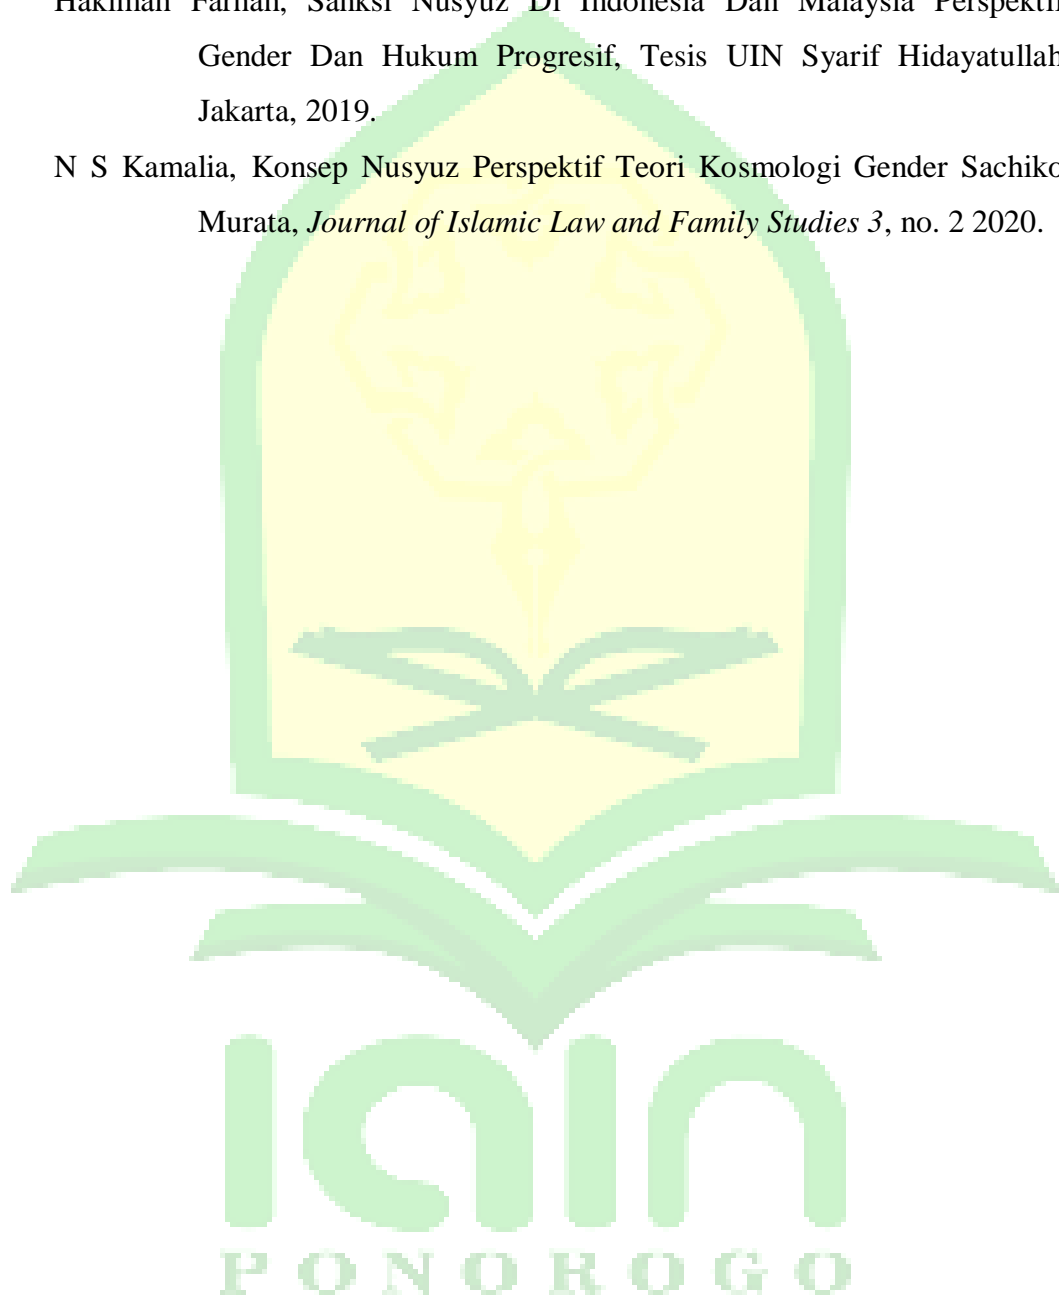 Hakimah Farhah, Sanksi Nusyuz Di Indonesia Dan Malaysia Perspektif
Gender Dan Hukum Progresif, Tesis UIN Syarif Hidayatullah
Jakarta, 2019.
N S Kamalia, Konsep Nusyuz Perspektif Teori Kosmologi Gender Sachiko
Murata, Journal of Islamic Law and Family Studies 3, no. 2 2020.
iain
PONOROGO